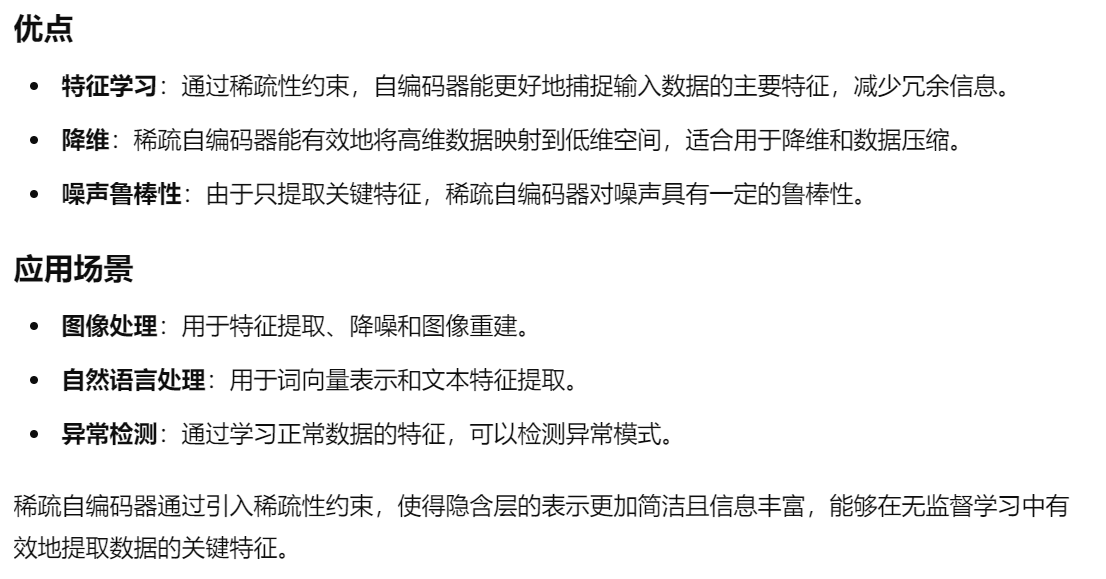 优点
• 特征学习：通过稀疏性约束，自编码器能更好地捕捉输入数据的主要特征，减少冗余信息。
• 降维：稀疏自编码器能有效地将高维数据映射到低维空间，适合用于降维和数据压缩。
• 噪声鲁棒性：由于只提取关键特征，稀疏自编码器对噪声具有一定的鲁棒性。
应用场景
• 图像处理：用于特征提取、降噪和图像重建。
• 自然语言处理：用于词向量表示和文本特征提取。
• 异常检测：通过学习正常数据的特征，可以检测异常模式。
稀疏自编码器通过引入稀疏性约束，使得隐含层的表示更加简洁且信息丰富，能够在无监督学习中有
效地提取数据的关键特征。